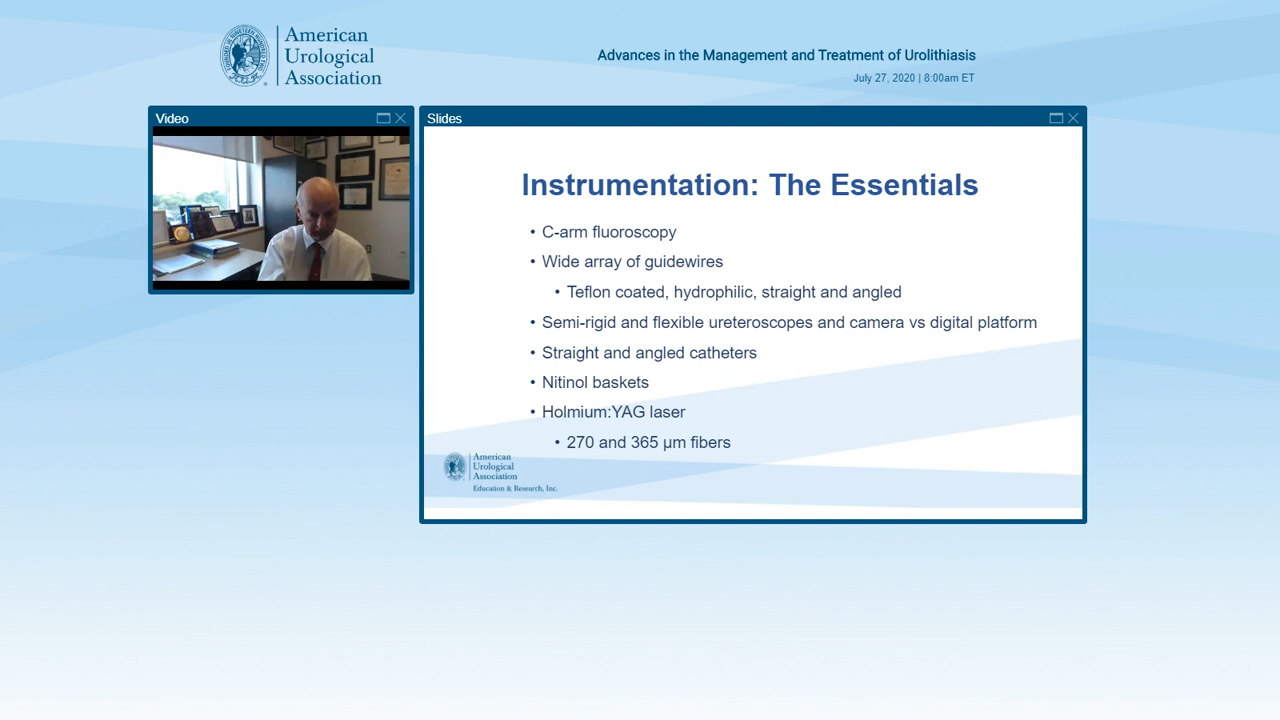 American
Urological
Association
Advances in the Management and Treatment of Urolithiasis
July 27, 2020 | 8:00am ET
Video
Slides
Instrumentation: The Essentials
• C-arm fluoroscopy
• Wide array of guidewires
• Teflon coated, hydrophilic, straight and angled
• Semi-rigid and flexible ureteroscopes and camera vs digital platform
• Straight and angled catheters
• Nitinol baskets
• Holmium:YAG laser
• 270 and 365 µm fibers
American
Urological
Association
Education & Research, Inc.